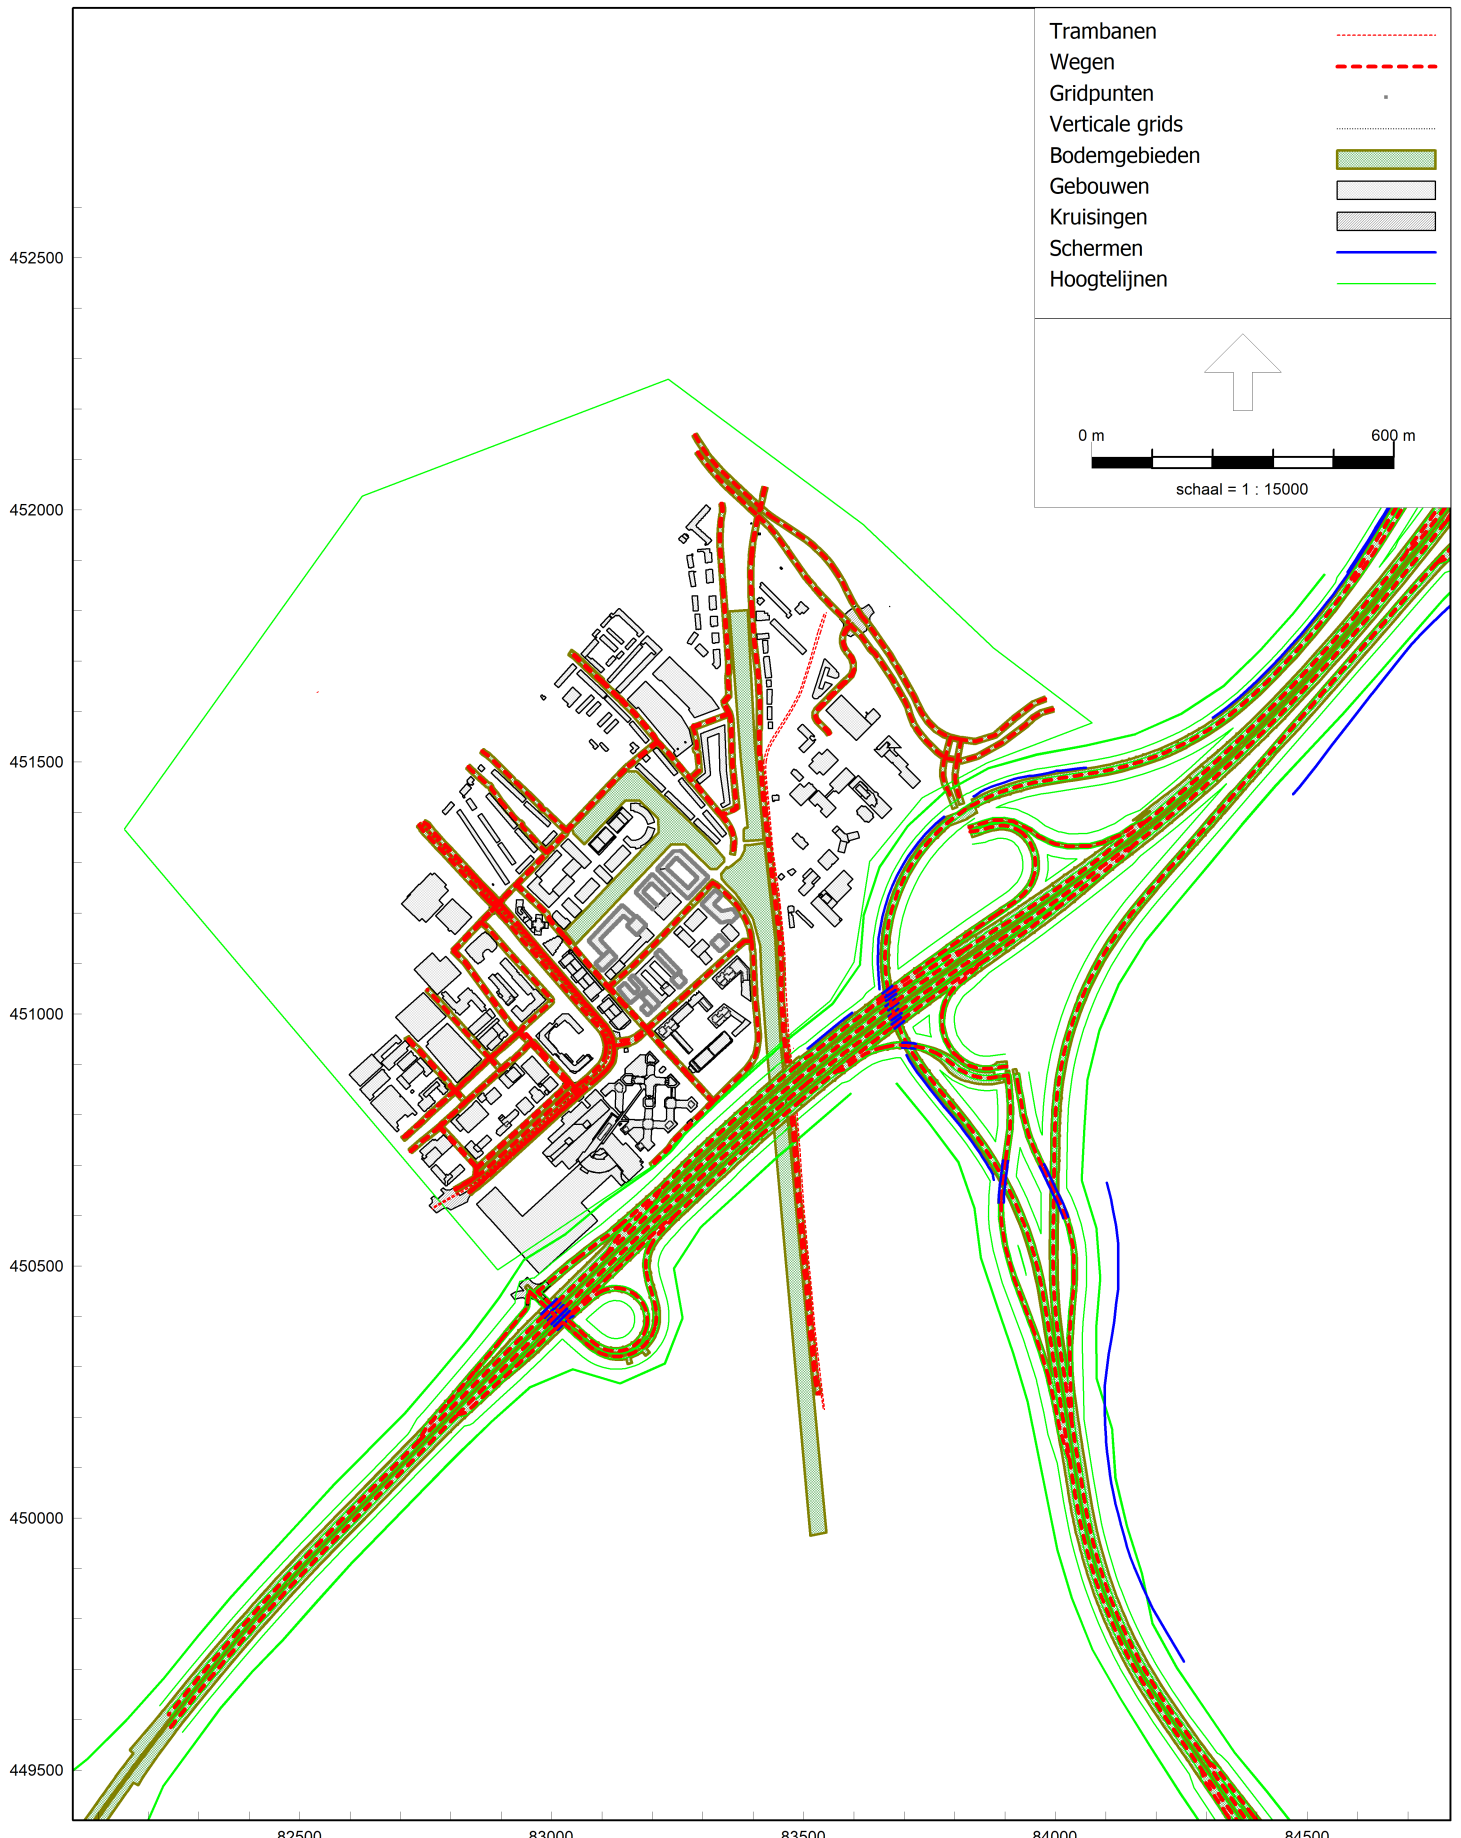 Trambanen
Wegen
Gridpunten
Verticale grids
Bodemgebieden
Gebouwen
Kruisingen
Schermen
Hoogtelijnen
0 m 600 m
schaal = 1 : 15000
452500
452000
451500
451000
450500
450000
449500
82500 83000 83500 84000 84500